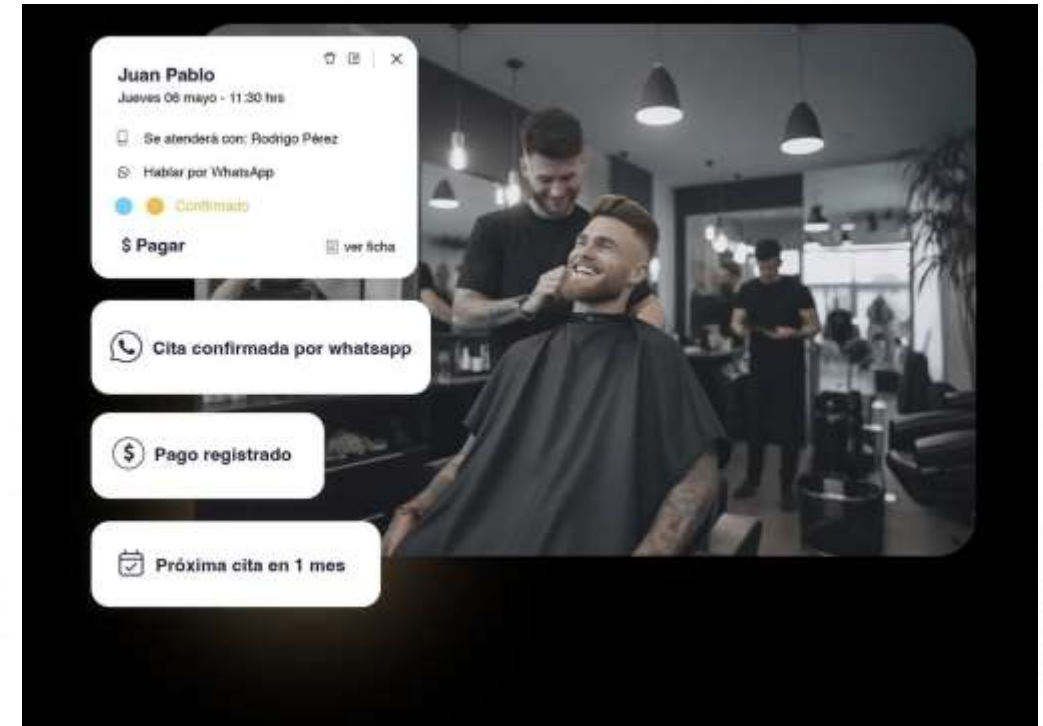 Juan Pablo
Jueves 06 mayo - 11:30 hrs
Se atenderá con: Rodrigo Pérez
Hablar por WhatsApp
Confirmado
$ Pagar
ver ficha
Cita confirmada por whatsapp
$ Pago registrado
Próxima cita en 1 mes